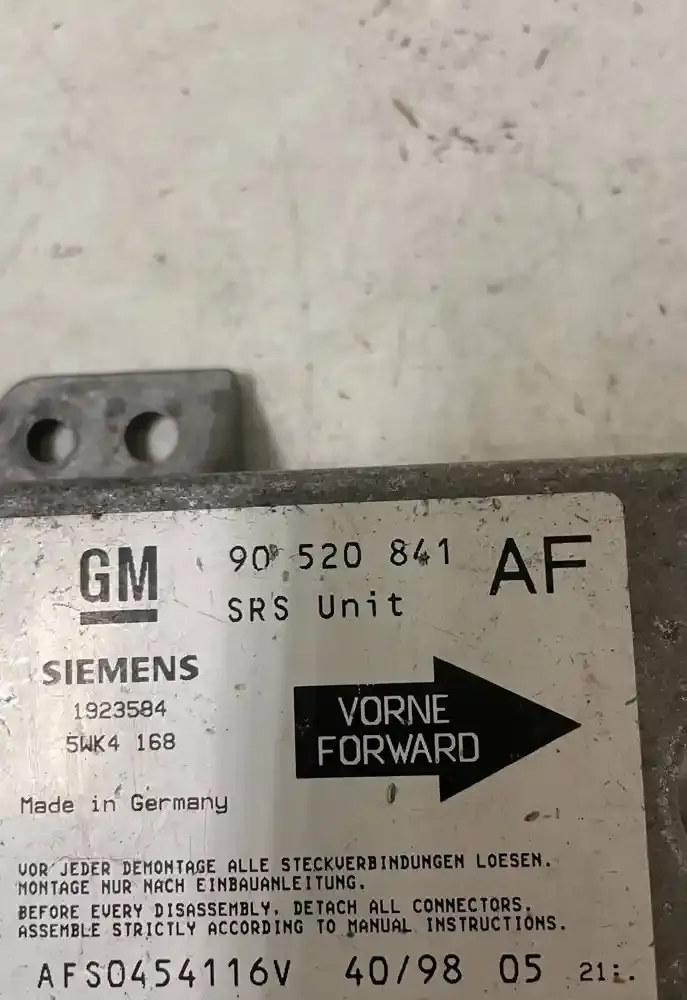 GM 90 520 841 AF
SRS Unit
SIEMENS
1923584
5WK4 168
VORNE
FORWARD
Made in Germany
VOR JEDER DEMONTAGE ALLE STECKVERBINDUNGEN LOESEN.
MONTAGE NUR NACH EINBAUANLEITUNG.
BEFORE EVERY DISASSEMBLY, DETACH ALL CONNECTORS.
ASSEMBLE STRICTLY ACCORDING TO MANUAL INSTRUCTIONS.
AFS0454116V 40/98 05